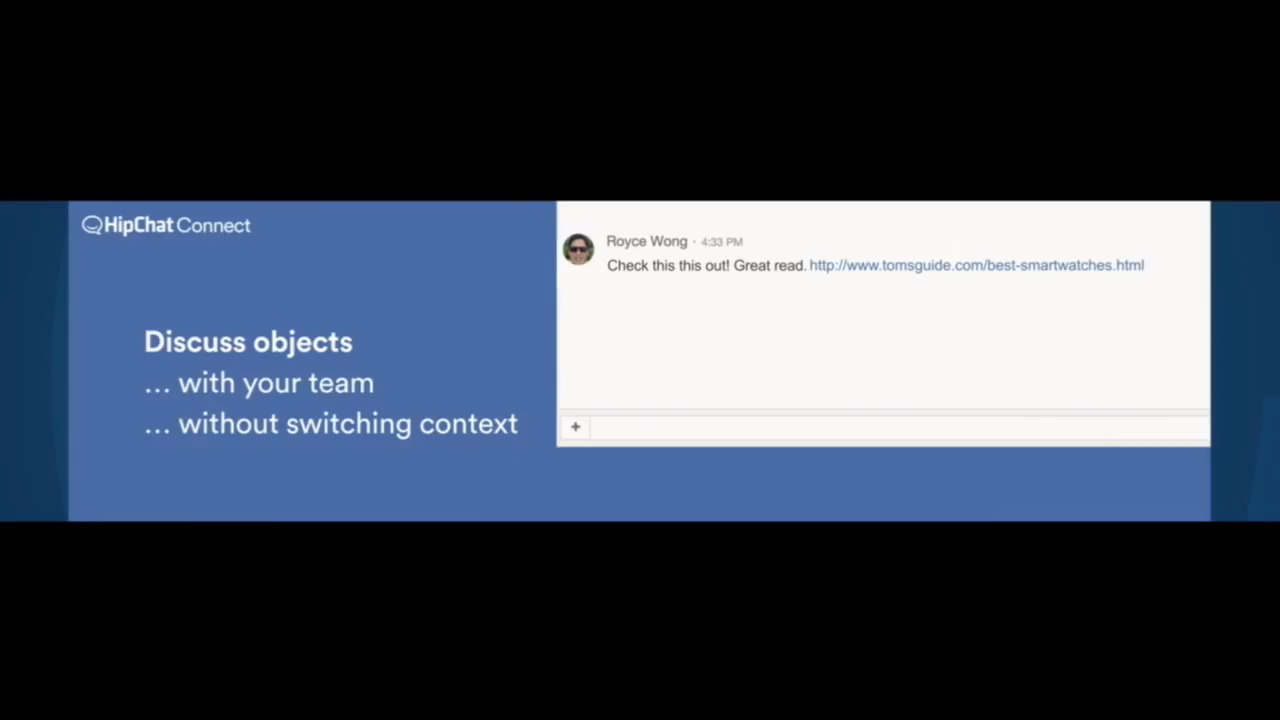 HipChat Connect
Discuss objects
... with your team
... without switching context
Royce Wong · 4:33 PM
Check this this out! Great read. http://www.tomsguide.com/best-smartwatches.html
+